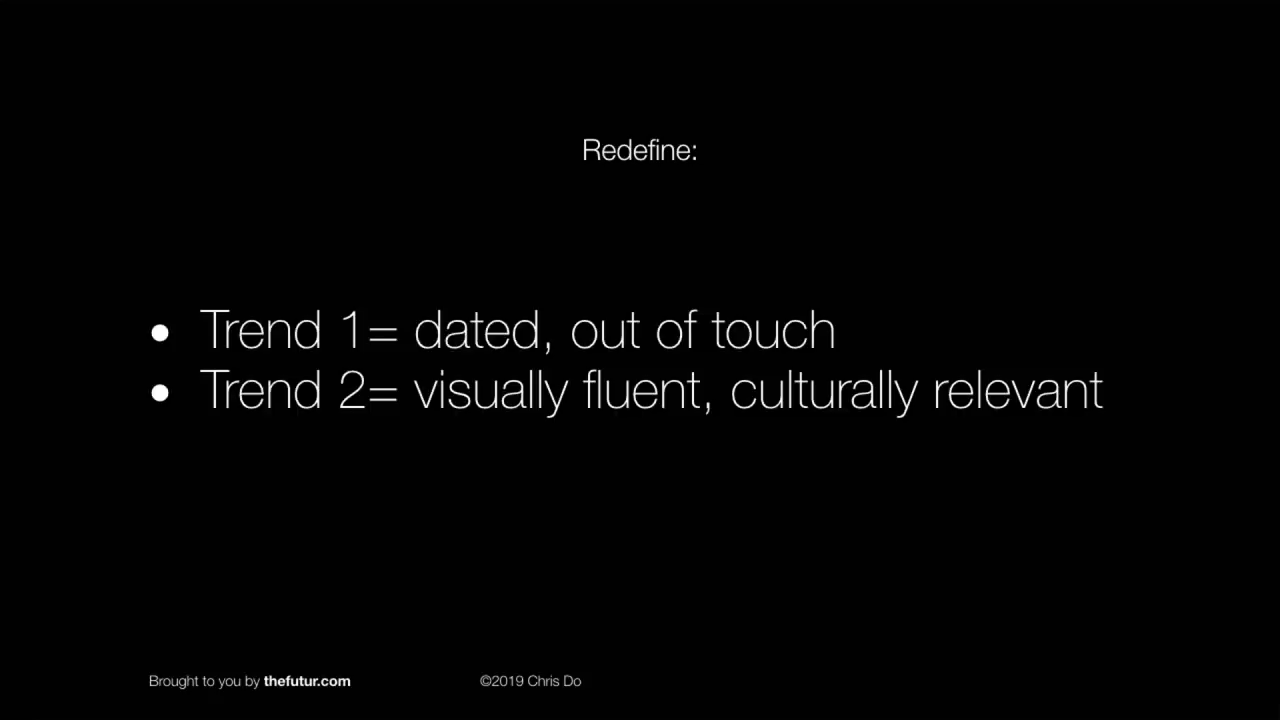 Redefine:
• Trend 1= dated, out of touch
• Trend 2= visually fluent, culturally relevant
Brought to you by thefutur.com ©2019 Chris Do